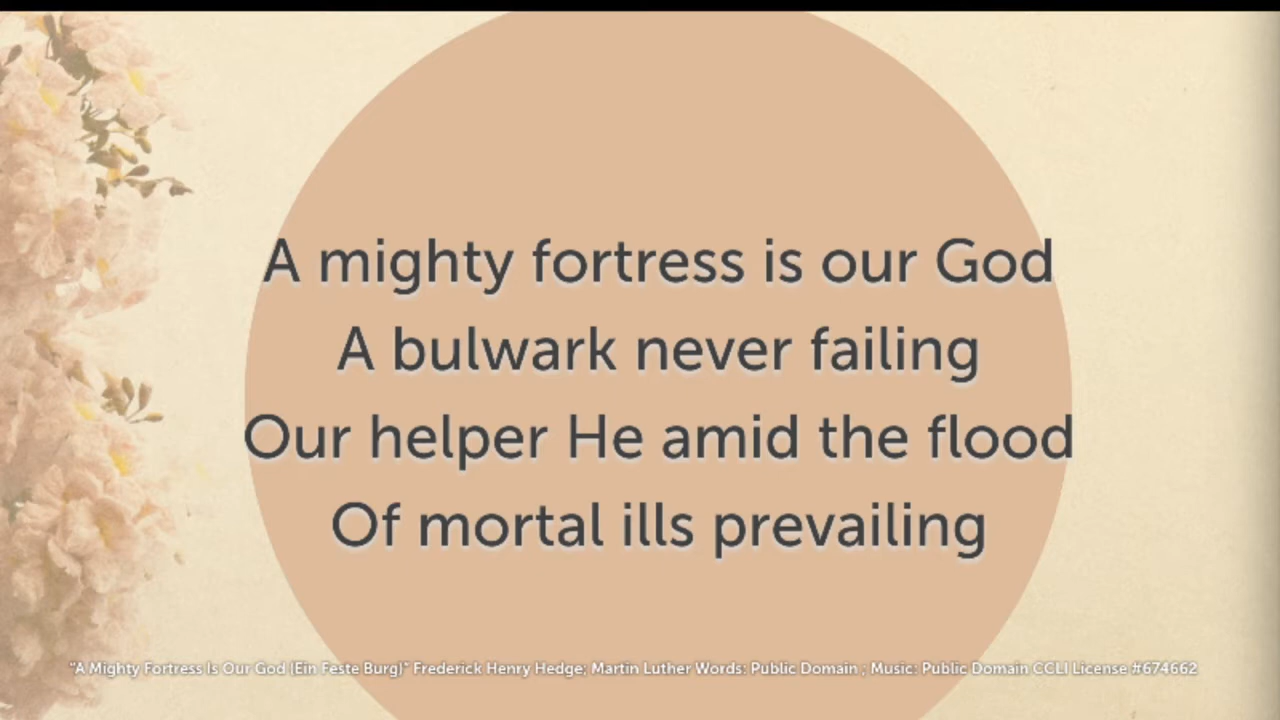 A mighty fortress is our God
A bulwark never failing
Our helper He amid the flood
Of mortal ills prevailing
"A Mighty Fortress Is Our God (Ein Feste Burg)" Frederick Henry Hedge; Martin Luther Words: Public Domain ; Music: Public Domain CCLI License #674662